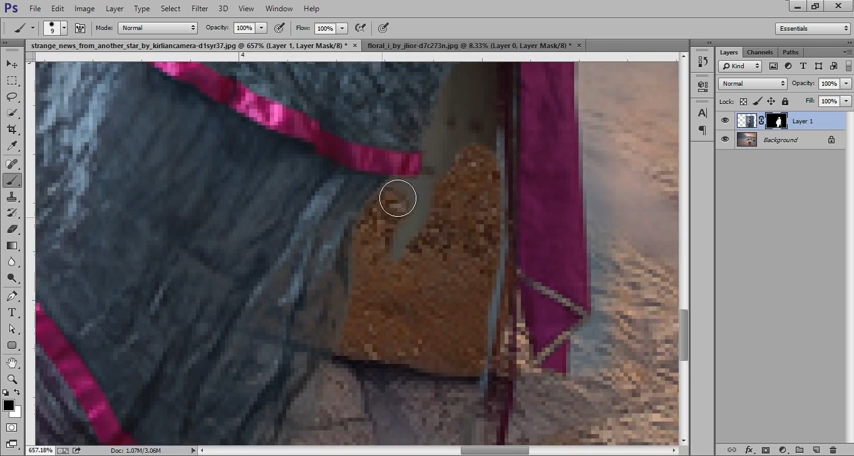 Ps File Edit Image Layer Type Select Filter 3D View Window Help
9 Mode: Normal Opacity: 100% Flow: 100% Essentials
strange_news_from_another_star_by_kirliancamera-d1syr37.jpg @ 657% (Layer 1, Layer Mask/8) * × floral_i_by_jlior-d7c273n.jpg @ 8.33% (Layer 0, Layer Mask/8) * ×
4
Layers Channels Paths
Kind
Normal Opacity: 100%
Lock: Fill: 100%
Layer 1
Background
657.18% Doc: 1.07M/3.06M